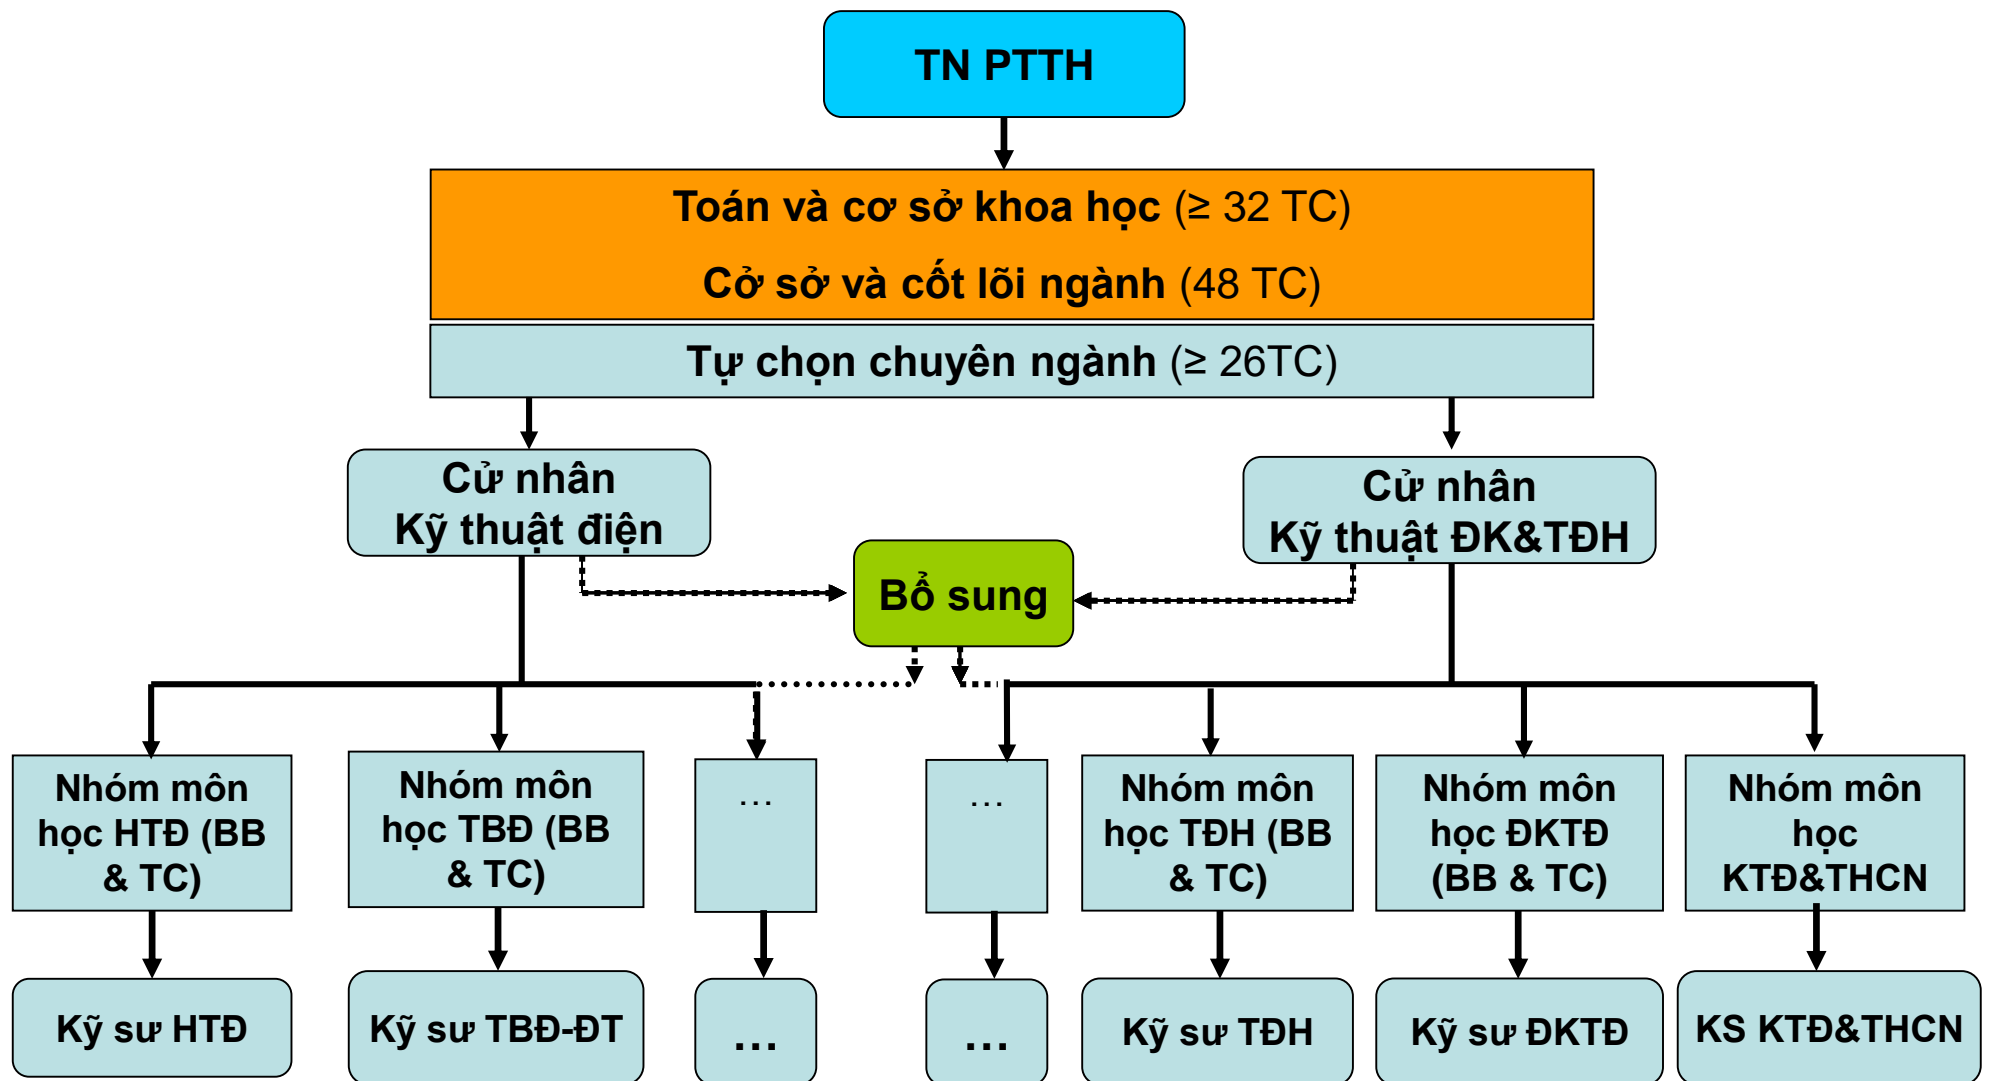 TN PTTH
Toán và cơ sở khoa học (≥ 32 TC)
Cở sở và cốt lõi ngành (48 TC)
Tự chọn chuyên ngành (≥ 26TC)
Cử nhân
Kỹ thuật điện
Cử nhân
Kỹ thuật ĐK&TĐH
Bổ sung
Nhóm môn
học HTĐ (BB
& TC)
Nhóm môn
học TBĐ (BB
& TC)
...
...
Nhóm môn
học TĐH (BB
& TC)
Nhóm môn
học ĐKTĐ
(BB & TC)
Nhóm môn
học
KTĐ&THCN
Kỹ sư HTĐ
Kỹ sư TBĐ-ĐT
...
...
Kỹ sư TĐH
Kỹ sư ĐKTĐ
KS KTĐ&THCN